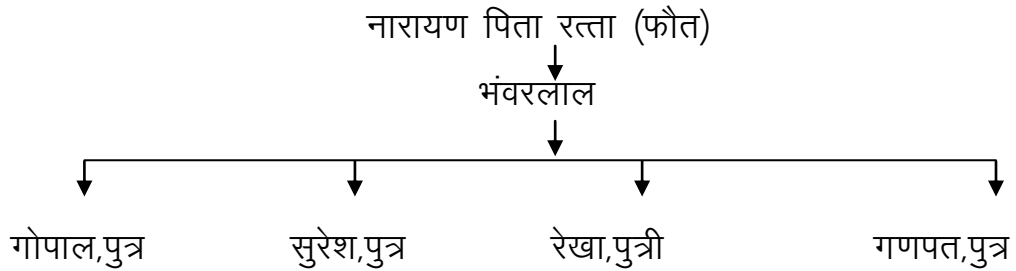 नारायण पिता रत्ता (फौत)
भंवरलाल
गोपाल,पुत्र सुरेश,पुत्र रेखा,पुत्री गणपत,पुत्र